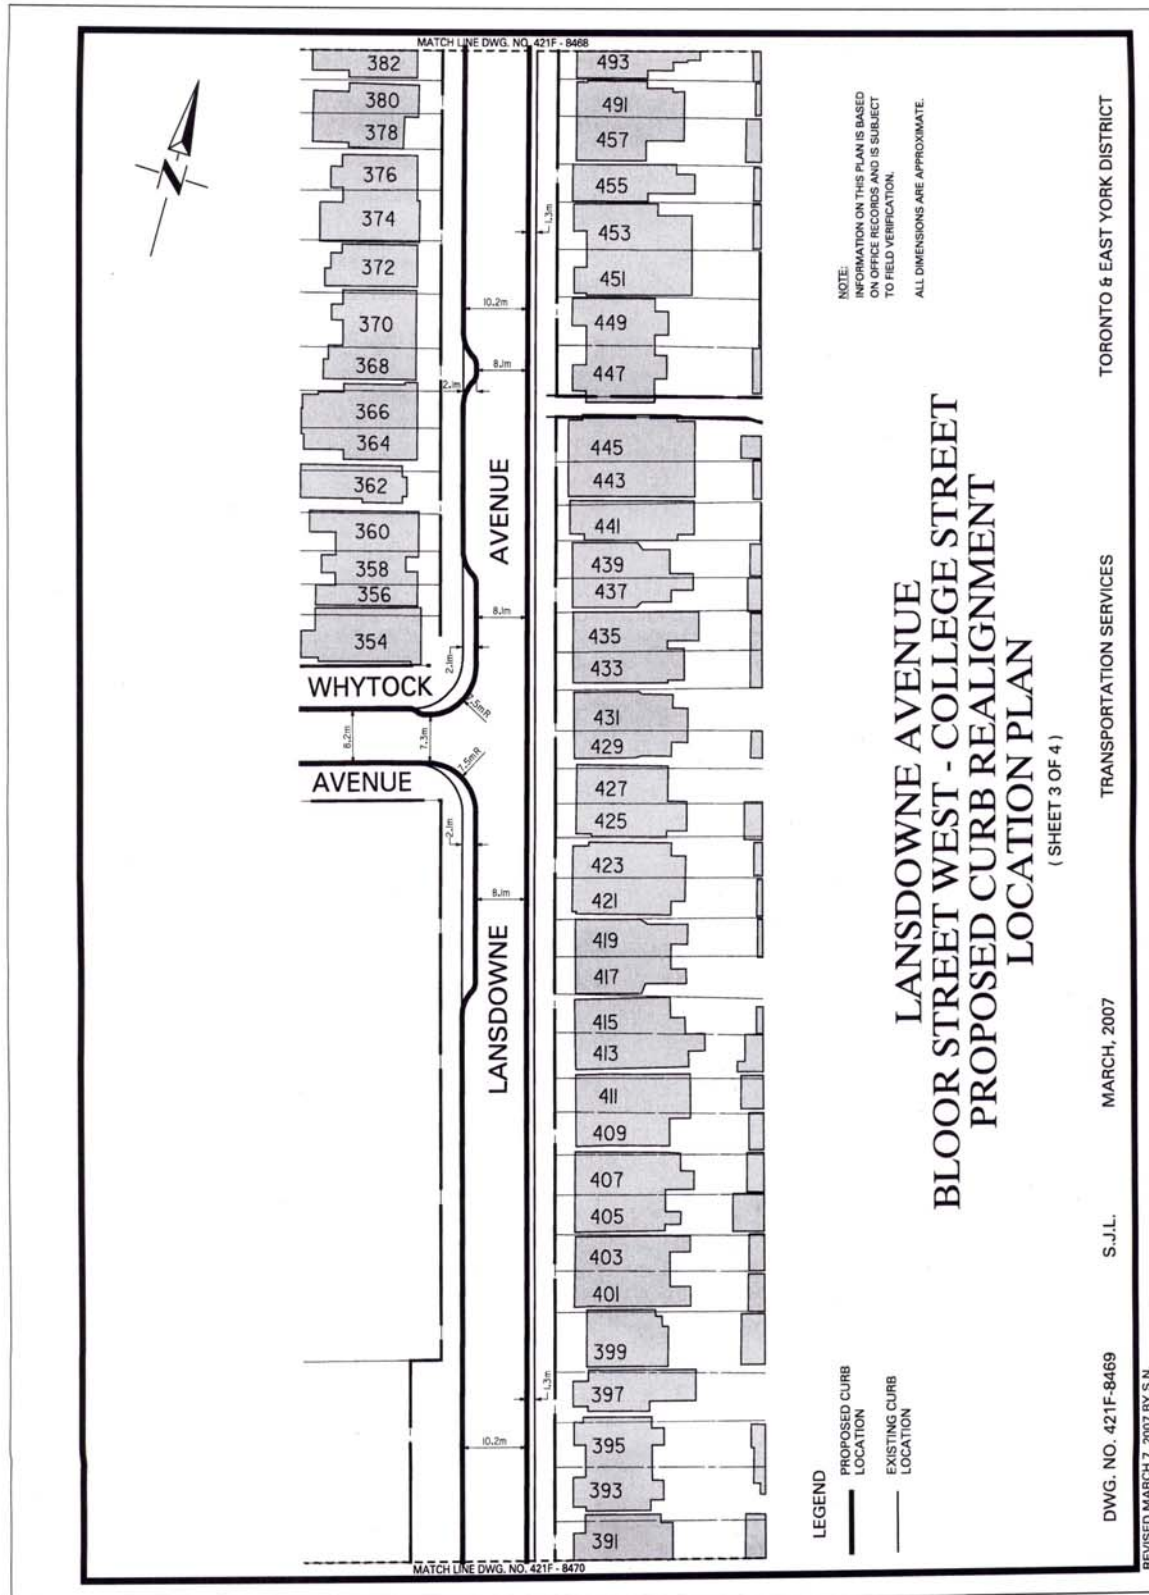 MATCH LINE DWG. NO. 421F - 8468
382
380
378
376
374
372
370
368
366
364
362
360
358
356
354
493
491
457
455
453
451
449
447
445
443
441
439
437
435
433
431
429
427
425
423
421
419
417
415
413
411
409
407
405
403
401
399
397
395
393
391
N
1.3m
10.2m
8.1m
2.1m
8.1m
2.1m
7.5mR
8.2m
7.3m
7.5mR
2.1m
8.1m
1.3m
10.2m
WHYTOCK
AVENUE
LANSDOWNE
AVENUE
MATCH LINE DWG. NO. 421F - 8470
NOTE:
INFORMATION ON THIS PLAN IS BASED
ON OFFICE RECORDS AND IS SUBJECT
TO FIELD VERIFICATION.
ALL DIMENSIONS ARE APPROXIMATE.
LEGEND
PROPOSED CURB
LOCATION
EXISTING CURB
LOCATION
LANSDOWNE AVENUE
BLOOR STREET WEST - COLLEGE STREET
PROPOSED CURB REALIGNMENT
LOCATION PLAN
( SHEET 3 OF 4 )
DWG. NO. 421F-8469 S.J.L. MARCH, 2007 TRANSPORTATION SERVICES TORONTO & EAST YORK DISTRICT
REVISED MARCH 7, 2007 BY S.N.